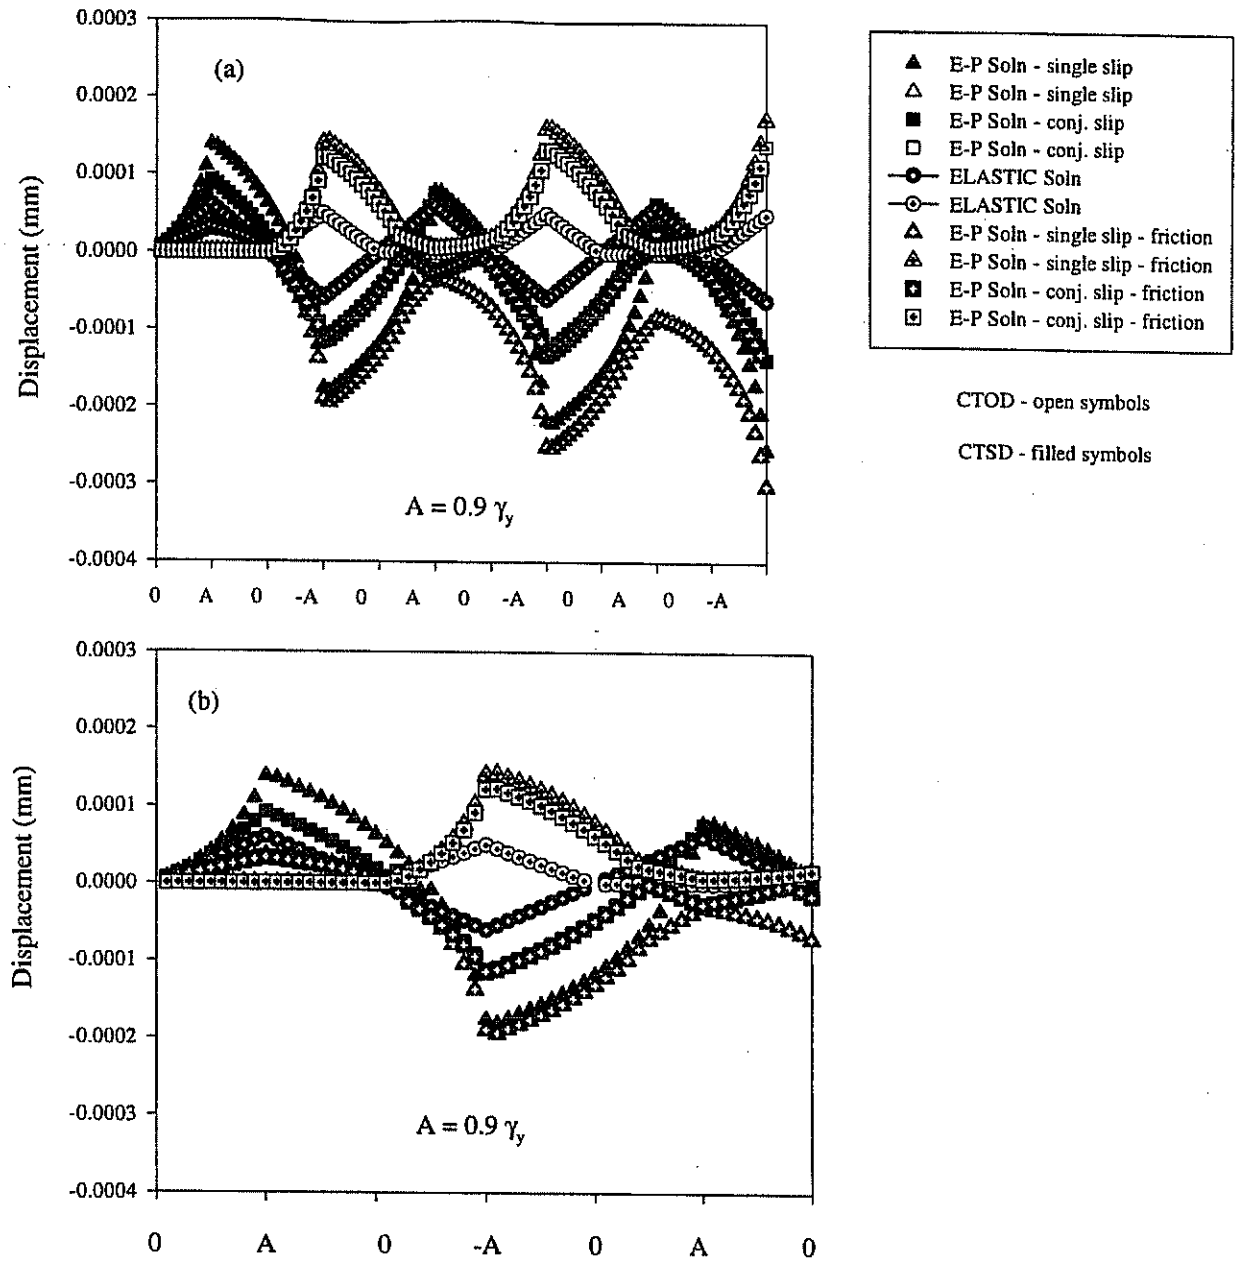 0.0003
0.0002
0.0001
0.0000
-0.0001
-0.0002
-0.0003
-0.0004
Displacement (mm)
(a)
A = 0.9 γy
0 A 0 -A 0 A 0 -A 0 A 0 -A
E-P Soln - single slip
E-P Soln - single slip
E-P Soln - conj. slip
E-P Soln - conj. slip
ELASTIC Soln
ELASTIC Soln
E-P Soln - single slip - friction
E-P Soln - single slip - friction
E-P Soln - conj. slip - friction
E-P Soln - conj. slip - friction
CTOD - open symbols
CTSD - filled symbols
0.0003
0.0002
0.0001
0.0000
-0.0001
-0.0002
-0.0003
-0.0004
Displacement (mm)
(b)
A = 0.9 γy
0 A 0 -A 0 A 0